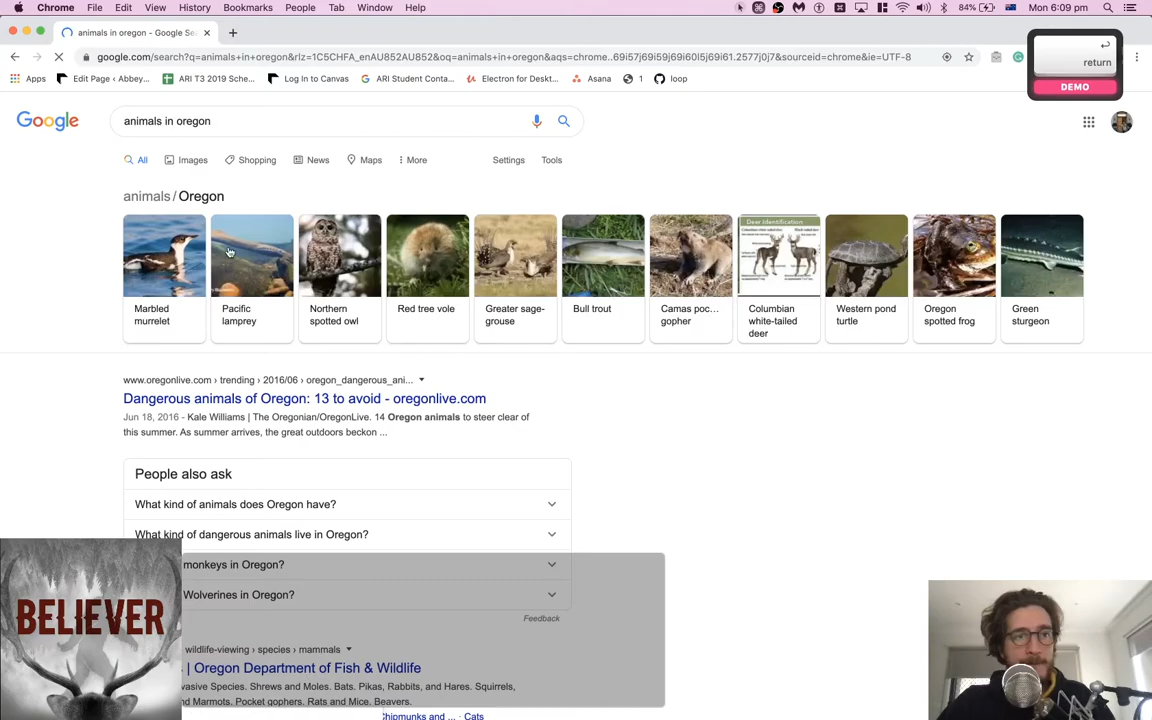 Chrome File Edit View History Bookmarks People Tab Window Help 84% Mon 6:09 pm
animals in oregon - Google Se
google.com/search?q=animals+in+oregon&rlz=1C5CHFA_enAU852AU852&oq=animals+in+oregon&aqs=chrome..69i57j69i59j69i60l5j69i61.2577j0j7&sourceid=chrome&ie=UTF-8
return
DEMO
Apps Edit Page ‹ Abbey... ARI T3 2019 Sche... Log In to Canvas ARI Student Conta... Electron for Deskt... Asana 1 loop
Google animals in oregon
All Images Shopping News Maps More Settings Tools
animals / Oregon
Deer Identification
Marbled murrelet
Pacific lamprey
Northern spotted owl
Red tree vole
Greater sage-grouse
Bull trout
Camas poc... gopher
Columbian white-tailed deer
Western pond turtle
Oregon spotted frog
Green sturgeon
www.oregonlive.com › trending › 2016/06 › oregon_dangerous_ani...
Dangerous animals of Oregon: 13 to avoid - oregonlive.com
Jun 18, 2016 - Kale Williams | The Oregonian/OregonLive. 14 Oregon animals to steer clear of
this summer. As summer arrives, the great outdoors beckon ...
People also ask
What kind of animals does Oregon have?
What kind of dangerous animals live in Oregon?
monkeys in Oregon?
Wolverines in Oregon?
Feedback
BELIEVER
wildlife-viewing › species › mammals
| Oregon Department of Fish & Wildlife
vasive Species. Shrews and Moles. Bats. Pikas, Rabbits, and Hares. Squirrels,
nd Marmots. Pocket gophers. Rats and Mice. Beavers.
hipmunks and ... · Cats